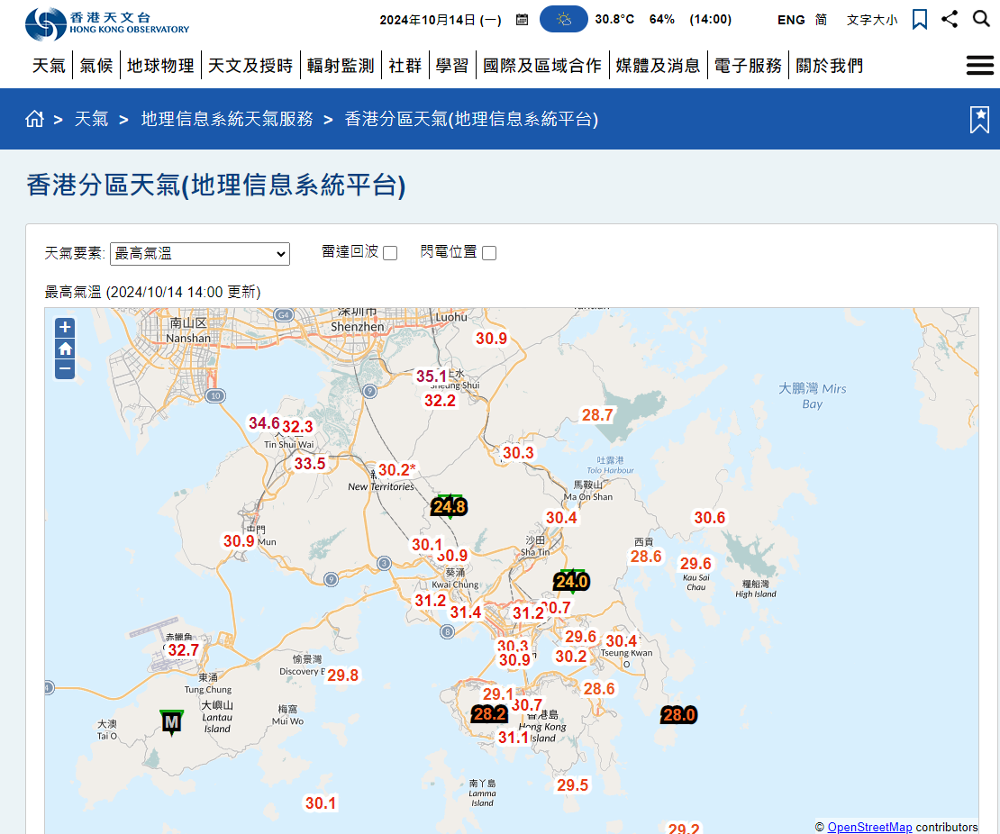 香港天文台
HONG KONG OBSERVATORY
2024年10月14日 (一)
30.8°C 64% (14:00)
ENG 简 文字大小
天氣 氣候 地球物理 天文及授時 輻射監測 社群 學習 國際及區域合作 媒體及消息 電子服務 關於我們
> 天氣 > 地理信息系統天氣服務 > 香港分區天氣(地理信息系統平台)
香港分區天氣(地理信息系統平台)
天氣要素: 最高氣溫 雷達回波 閃電位置
最高氣溫 (2024/10/14 14:00 更新)
+
−
南山区
Nanshan
G4
深圳市
Shenzhen
Luohu
30.9
35.1
上水
Sheung Shui
32.2
10
9
大鵬灣 Mirs
Bay
28.7
34.6
32.3
Tin Shui Wai
33.5
30.3
30.2*
New Territories
吐露港
Tolo Harbour
馬鞍山
Ma On Shan
24.8
30.4
30.6
屯門
30.9
Mun
30.1
30.9
沙田
Sha Tin
西貢
28.6
29.6
Kau Sai
Chau
糧船灣
High Island
3
9
葵涌
Kwai Chung
24.0
31.2
31.4
31.2
30.7
8
赤鱲角
32.7
30.3
30.9
29.6
30.4
30.2
Tseung Kwan
O
愉景灣
Discovery B
29.8
東涌
Tung Chung
28.6
29.1
30.7
28.2
28.0
大嶼山
Lantau
Island
梅窩
Mui Wo
M
大澳
Tai O
香港島
Hong Kong
Island
31.1
南丫島
Lamma
Island
29.5
30.1
29.2
© OpenStreetMap contributors